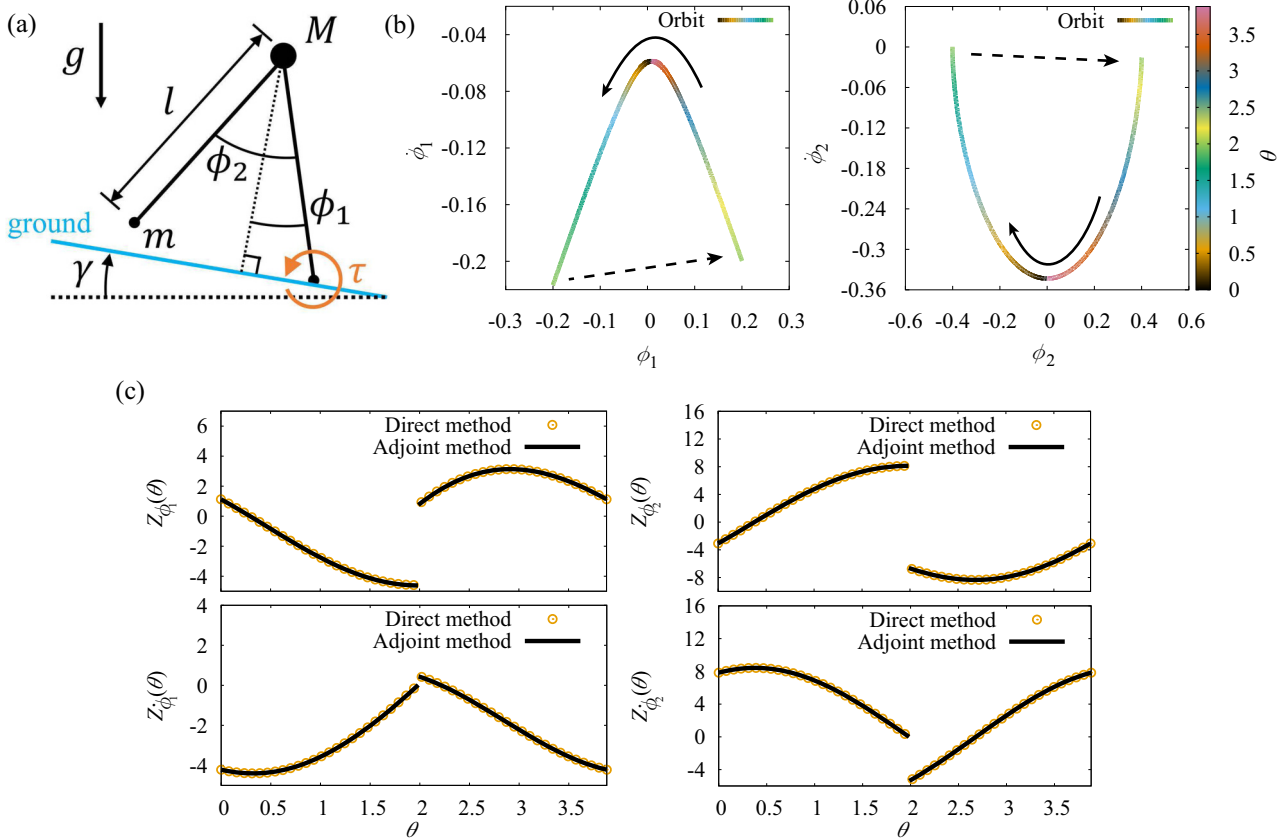 (a)
g
M
l
ϕ₂
ϕ₁
m
ground
γ
τ
(b)
Orbit
-0.04
-0.08
-0.12
-0.16
-0.2
ϕ̇₁
-0.3 -0.2 -0.1 0 0.1 0.2 0.3
ϕ₁
Orbit
0
-0.06
-0.12
-0.18
-0.24
-0.3
-0.36
ϕ̇₂
-0.6 -0.4 -0.2 0 0.2 0.4 0.6
ϕ₂
3.5
3
2.5
2
1.5
1
0.5
0
θ
(c)
Direct method
Adjoint method
6
4
2
0
-2
-4
-6
Z_ϕ₁(θ)
Direct method
Adjoint method
16
12
8
4
0
-4
-8
Z_ϕ₂(θ)
Direct method
Adjoint method
4
2
0
-2
-4
Z_ϕ̇₁(θ)
0 0.5 1 1.5 2 2.5 3 3.5
θ
Direct method
Adjoint method
16
12
8
4
0
-4
Z_ϕ̇₂(θ)
0 0.5 1 1.5 2 2.5 3 3.5
θ